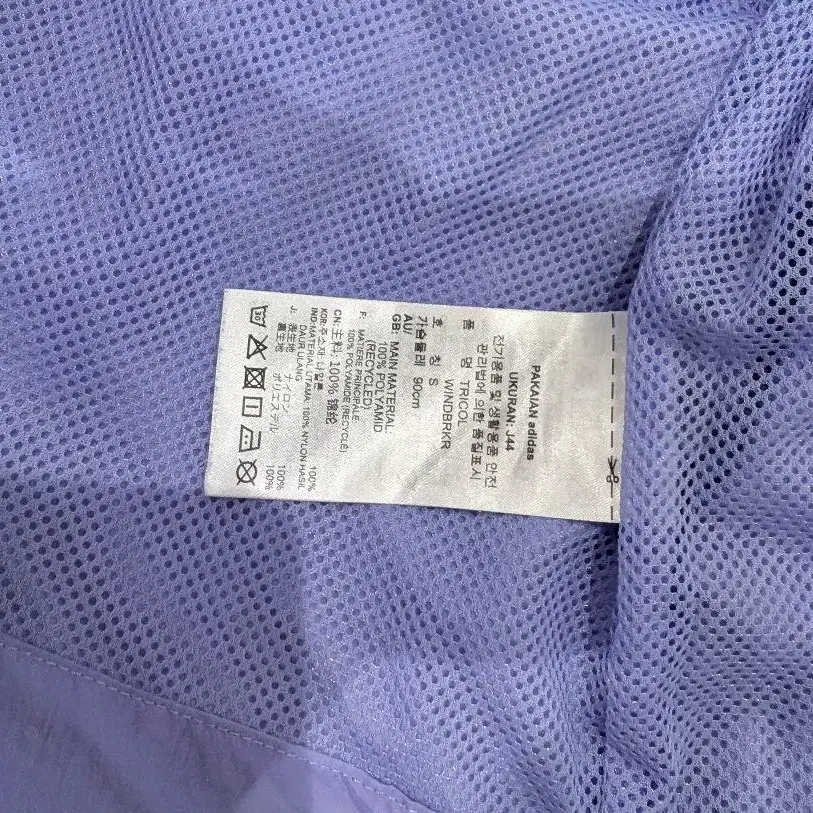 PAKAIAN adidas
UKURAN: J44
전기용품 및 생활용품 안전
관리법에 의한 품질표시
품 명 TRICOL
WINDBRKR
호 칭 S
가슴둘레 90cm
AU/
GB: MAIN MATERIAL:
100% POLYAMID
(RECYCLED)
F: MATIERE PRINCIPALE
100% POLYAMIDE (RECYCLÉ)
CN: 主料: 100% 锦纶
KOR: 주소재: 나일론
IND: MATERIAL UTAMA: 100% NYLON HASIL
DAUR ULANG
J: 表生地 ナイロン 100%
裏生地 ポリエステル 100%
30